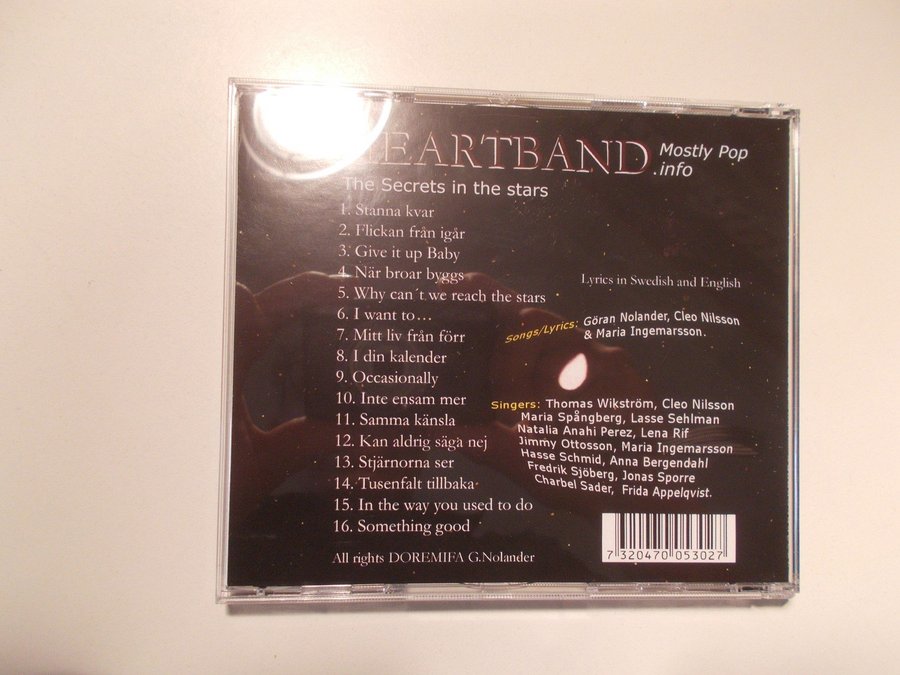 HEARTBAND Mostly Pop
.info
The Secrets in the stars
1. Stanna kvar
2. Flickan från igår
3. Give it up Baby
4. När broar byggs
5. Why can´t we reach the stars
6. I want to...
7. Mitt liv från förr
8. I din kalender
9. Occasionally
10. Inte ensam mer
11. Samma känsla
12. Kan aldrig säga nej
13. Stjärnorna ser
14. Tusenfalt tillbaka
15. In the way you used to do
16. Something good
All rights DOREMIFA G.Nolander
Lyrics in Swedish and English
Songs/Lyrics: Göran Nolander, Cleo Nilsson
& Maria Ingemarsson.
Singers: Thomas Wikström, Cleo Nilsson
Maria Spångberg, Lasse Sehlman
Natalia Anahi Perez, Lena Rif
Jimmy Ottosson, Maria Ingemarsson
Hasse Schmid, Anna Bergendahl
Fredrik Sjöberg, Jonas Sporre
Charbel Sader, Frida Appelqvist.
7 320470 053027